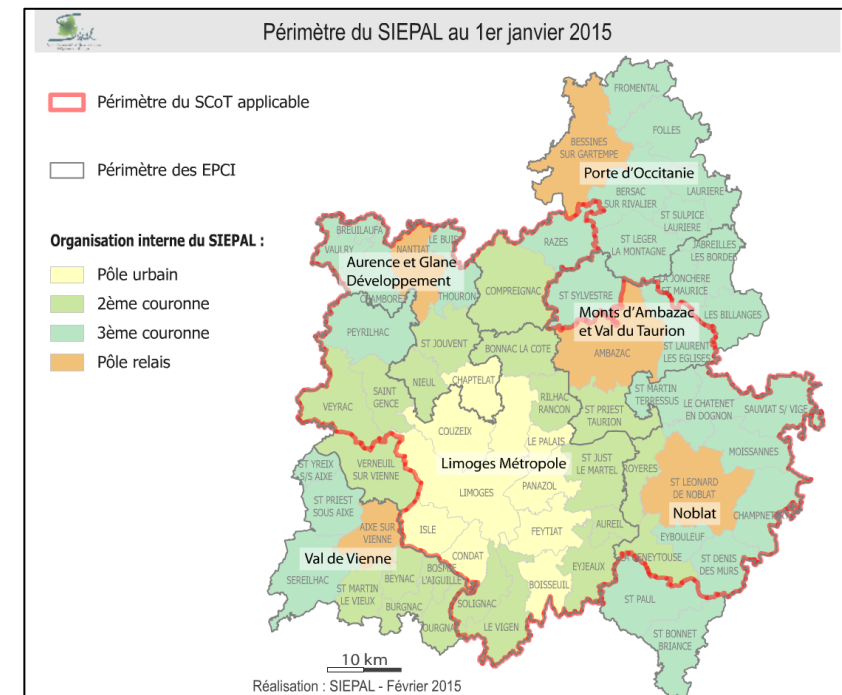 Siepal
Périmètre du SIEPAL au 1er janvier 2015
Périmètre du SCoT applicable
Périmètre des EPCI
Organisation interne du SIEPAL :
Pôle urbain
2ème couronne
3ème couronne
Pôle relais
FROMENTAL
FOLLES
BESSINES
SUR GARTEMPE
Porte d'Occitanie
BERSAC
SUR RIVALIER
LAURIERE
ST SULPICE
LAURIERE
ST LEGER
LA MONTAGNE
JABREILLES
LES BORDES
BREUILAUFA
VAULRY
NANTIAT
LE BUIS
RAZES
Aurence et Glane
Développement
CHAMBORET
THOURON
COMPREIGNAC
ST SYLVESTRE
LA JONCHERE
ST MAURICE
LES BILLANGES
Monts d'Ambazac
et Val du Taurion
PEYRILHAC
ST JOUVENT
BONNAC LA COTE
AMBAZAC
ST LAURENT
LES EGLISES
NIEUL
CHAPTELAT
VEYRAC
SAINT
GENCE
RILHAC
RANCON
ST PRIEST
TAURION
ST MARTIN
TERRESSUS
LE CHATENET
EN DOGNON
SAUVIAT S/ VIGE
COUZEIX
LE PALAIS
ST JUST
LE MARTEL
ROYERES
MOISSANNES
ST YREIX
S/S AIXE
VERNEUIL
SUR VIENNE
Limoges Métropole
LIMOGES
PANAZOL
ST LEONARD
DE NOBLAT
Noblat
CHAMPNET
ST PRIEST
SOUS AIXE
AIXE SUR
VIENNE
ISLE
FEYTIAT
AUREIL
EYBOULEUF
Val de Vienne
SEREILHAC
CONDAT
BOSMIE
L'AIGUILLE
BEYNAC
ST MARTIN
LE VIEUX
BURGNAC
OURGNAC
SOLIGNAC
LE VIGEN
BOISSEUIL
EYJEAUX
LA GENEYTOUSE
ST DENIS
DES MURS
ST PAUL
ST BONNET
BRIANCE
10 km
Réalisation : SIEPAL - Février 2015